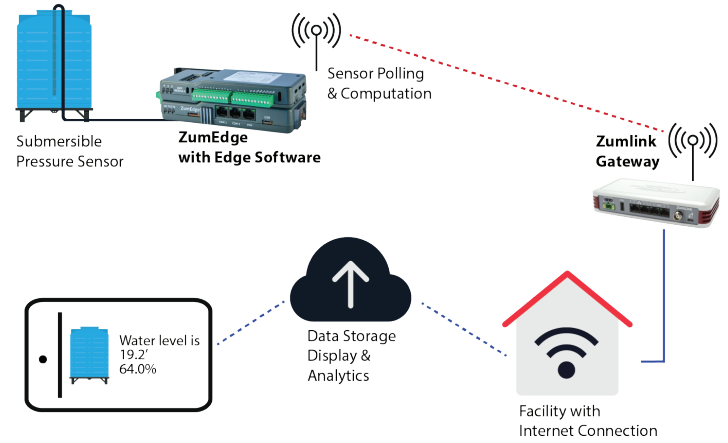 Sensor Polling
& Computation
Submersible
Pressure Sensor
ZumEdge
with Edge Software
Zumlink
Gateway
Water level is
19.2′
64.0%
Data Storage
Display &
Analytics
Facility with
Internet Connection